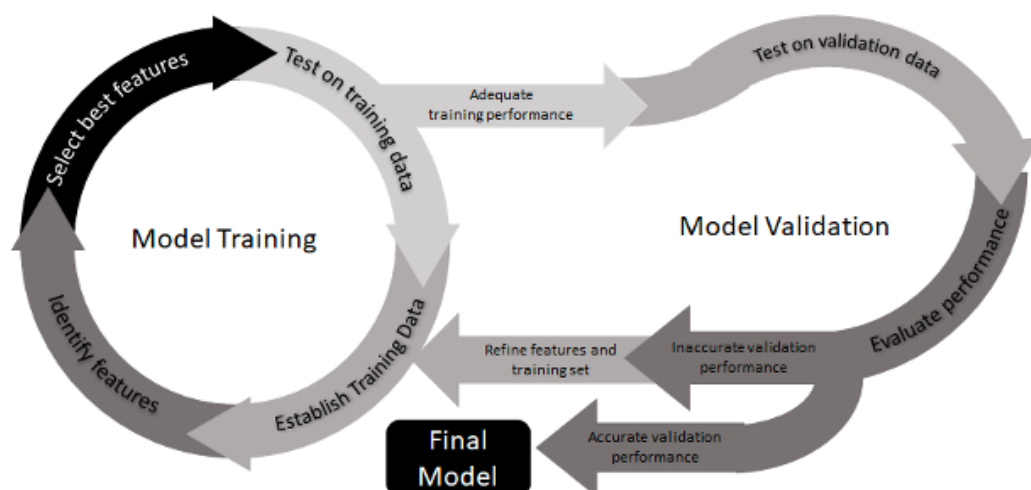 Select best features
Test on training data
Adequate
training performance
Test on validation data
Model Training
Model Validation
Identify features
Establish Training Data
Refine features and
training set
Inaccurate validation
performance
Evaluate performance
Final
Model
Accurate validation
performance